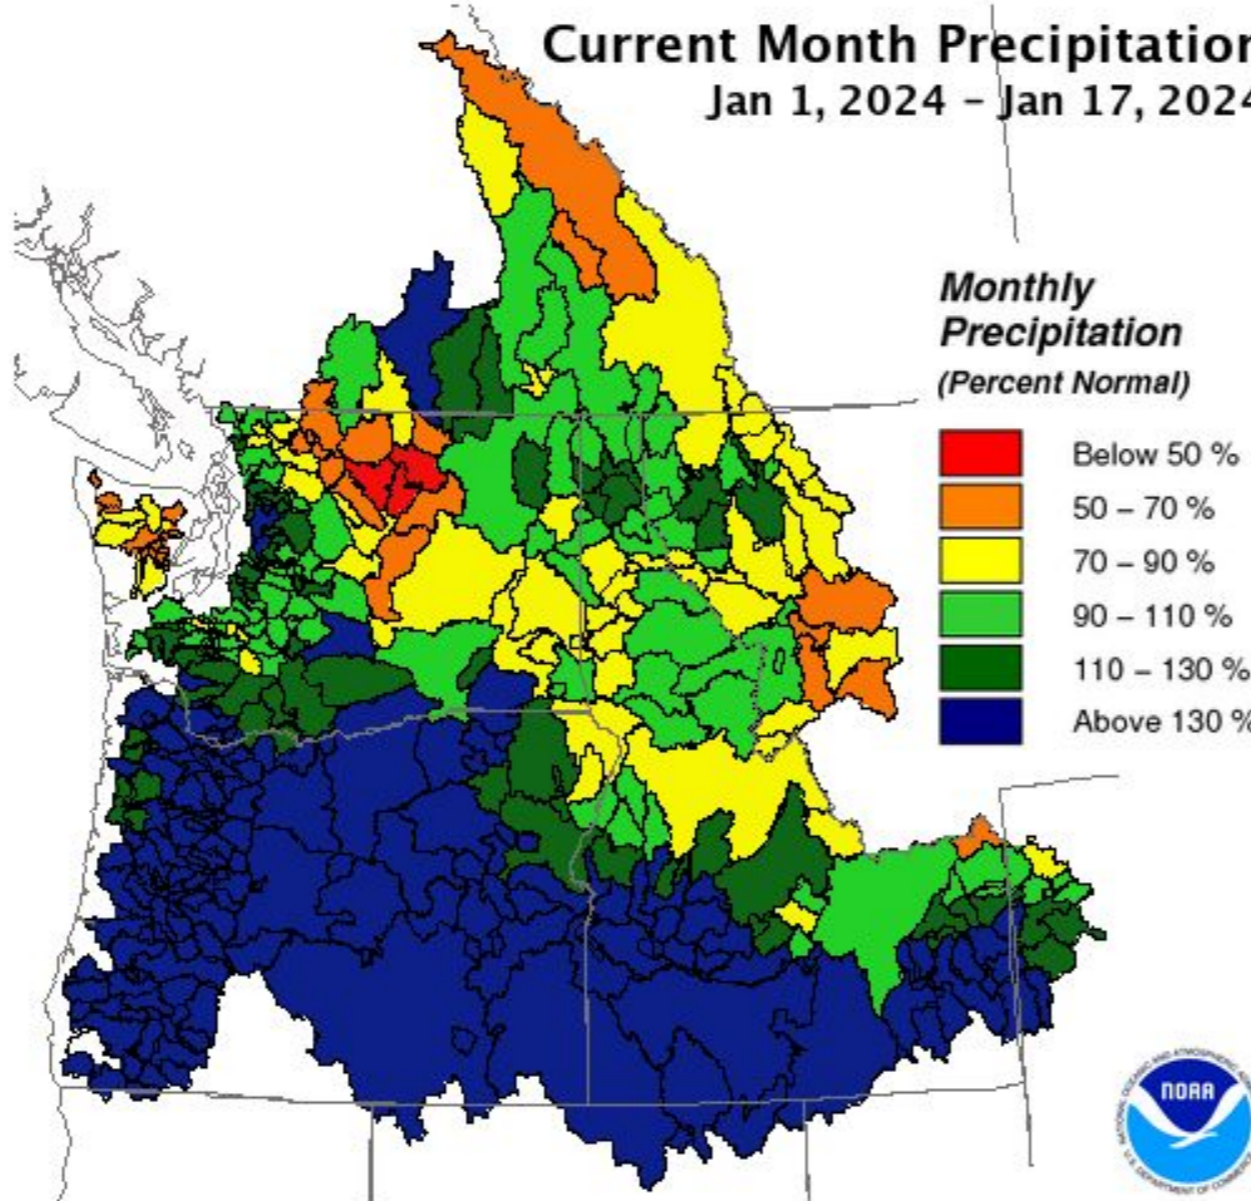 Current Month Precipitation
Jan 1, 2024 – Jan 17, 2024
Monthly
Precipitation
(Percent Normal)
Below 50 %
50 – 70 %
70 – 90 %
90 – 110 %
110 – 130 %
Above 130 %
NOAA